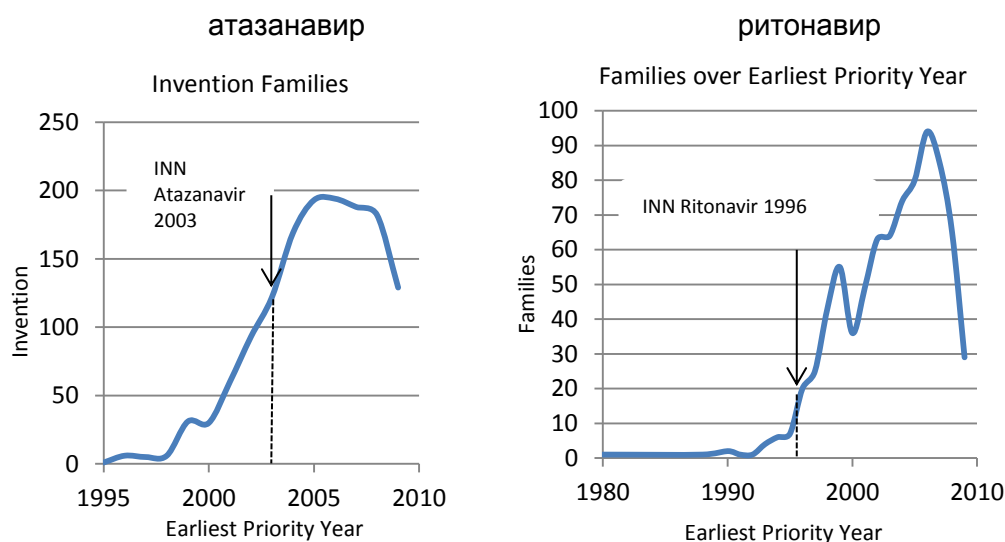 атазанавир
Invention Families
250
200
150
100
50
0
Invention
INN
Atazanavir
2003
1995
2000
2005
2010
Earliest Priority Year
ритонавир
Families over Earliest Priority Year
100
90
80
70
60
50
40
30
20
10
0
Families
INN Ritonavir 1996
1980
1990
2000
2010
Earliest Priority Year